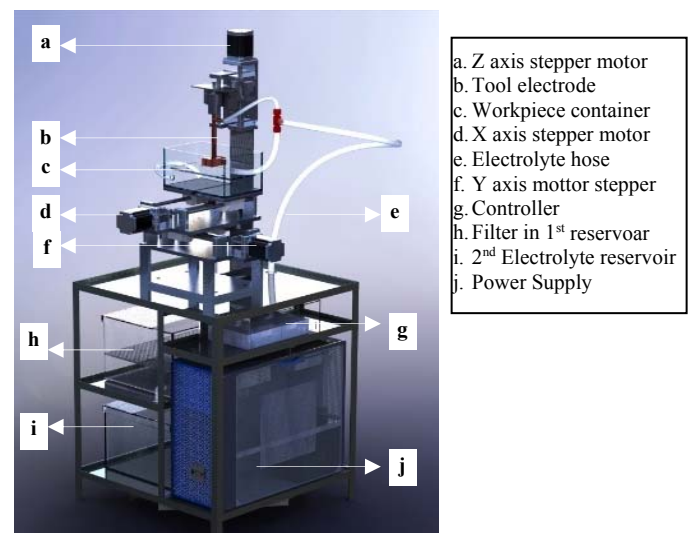 a
b
c
d
e
f
g
h
i
j
a. Z axis stepper motor
b. Tool electrode
c. Workpiece container
d. X axis stepper motor
e. Electrolyte hose
f. Y axis mottor stepper
g. Controller
h. Filter in 1st reservoar
i. 2nd Electrolyte reservoir
j. Power Supply